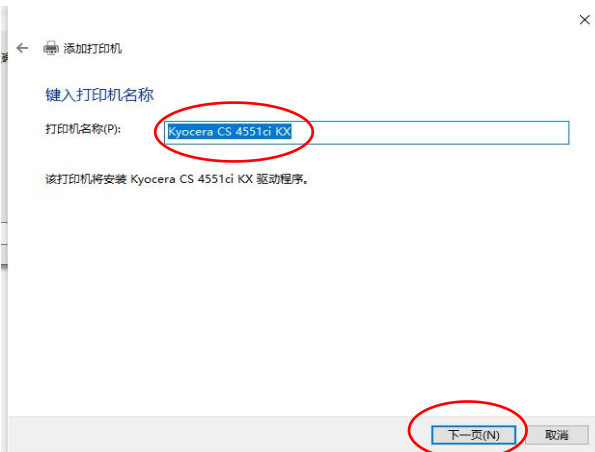 添加打印机
键入打印机名称
打印机名称(P):
Kyocera CS 4551ci KX
该打印机将安装 Kyocera CS 4551ci KX 驱动程序。
下一页(N)
取消